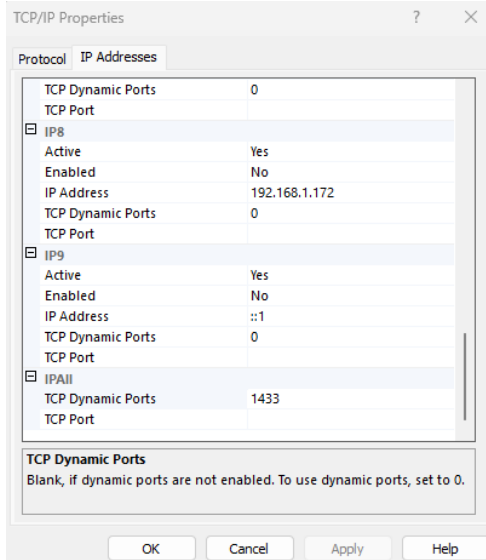 TCP/IP Properties ? ×
Protocol IP Addresses
TCP Dynamic Ports 0
TCP Port
IP8
Active Yes
Enabled No
IP Address 192.168.1.172
TCP Dynamic Ports 0
TCP Port
IP9
Active Yes
Enabled No
IP Address ::1
TCP Dynamic Ports 0
TCP Port
IPAll
TCP Dynamic Ports 1433
TCP Port
TCP Dynamic Ports
Blank, if dynamic ports are not enabled. To use dynamic ports, set to 0.
OK Cancel Apply Help